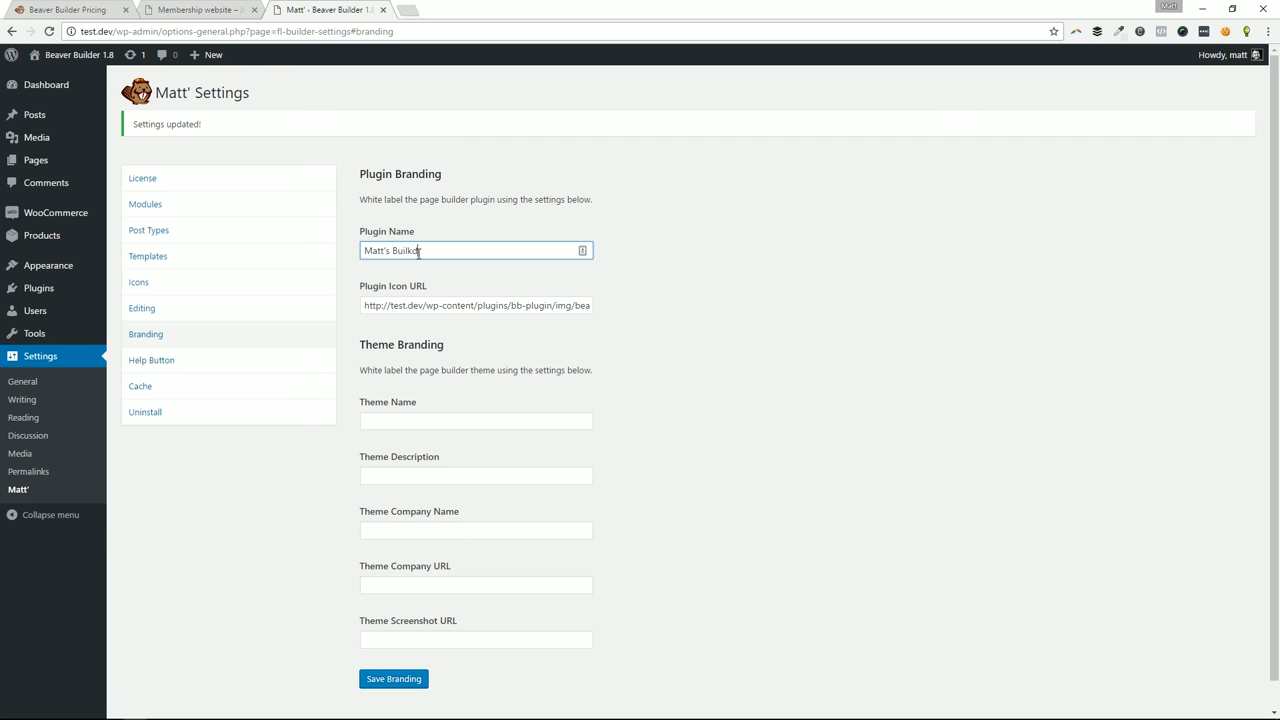 Beaver Builder Pricing
Membership website –
Matt' ‹ Beaver Builder 1.8
Matt
test.dev/wp-admin/options-general.php?page=fl-builder-settings#branding
Beaver Builder 1.8
1
0
+ New
Howdy, matt
Dashboard
Posts
Media
Pages
Comments
WooCommerce
Products
Appearance
Plugins
Users
Tools
Settings
General
Writing
Reading
Discussion
Media
Permalinks
Matt'
Collapse menu
Matt' Settings
Settings updated!
License
Modules
Post Types
Templates
Icons
Editing
Branding
Help Button
Cache
Uninstall
Plugin Branding
White label the page builder plugin using the settings below.
Plugin Name
Matt's
Plugin Icon URL
http://test.dev/wp-content/plugins/bb-plugin/img/bea
Theme Branding
White label the page builder theme using the settings below.
Theme Name
Theme Description
Theme Company Name
Theme Company URL
Theme Screenshot URL
Save Branding